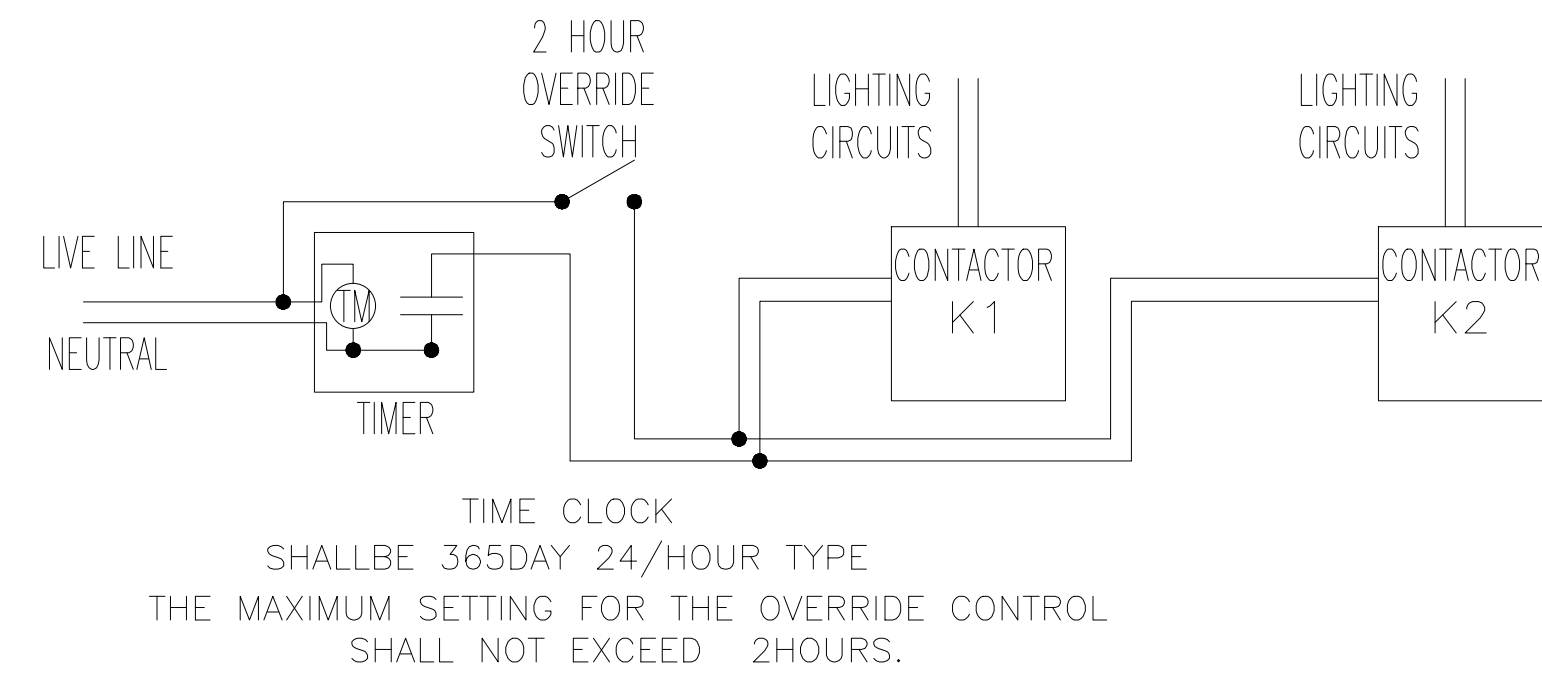 2 HOUR
OVERRIDE
SWITCH
LIGHTING
CIRCUITS
LIGHTING
CIRCUITS
LIVE LINE
NEUTRAL
TM
TIMER
CONTACTOR
K1
CONTACTOR
K2
TIME CLOCK
SHALLBE 365DAY 24/HOUR TYPE
THE MAXIMUM SETTING FOR THE OVERRIDE CONTROL
SHALL NOT EXCEED 2HOURS.